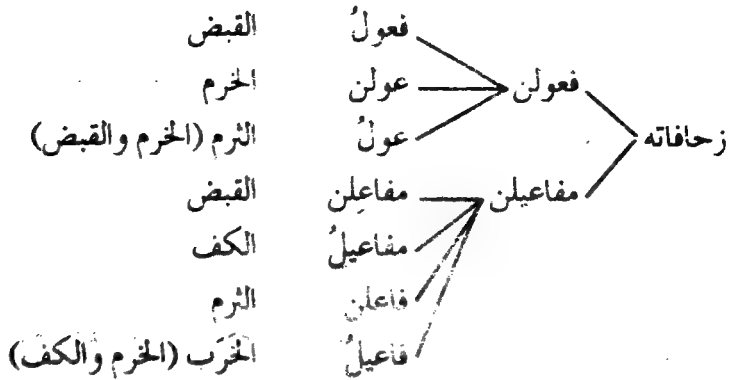 فعولُ القبض
فعولن عولن الخرم
زحافاته عولُ الثرم (الخرم والقبض)
مفاعيلن مفاعِلن القبض
مفاعيلُ الكف
فاعلن الثرم
فاعيلُ الخَرَب (الخرم والكف)